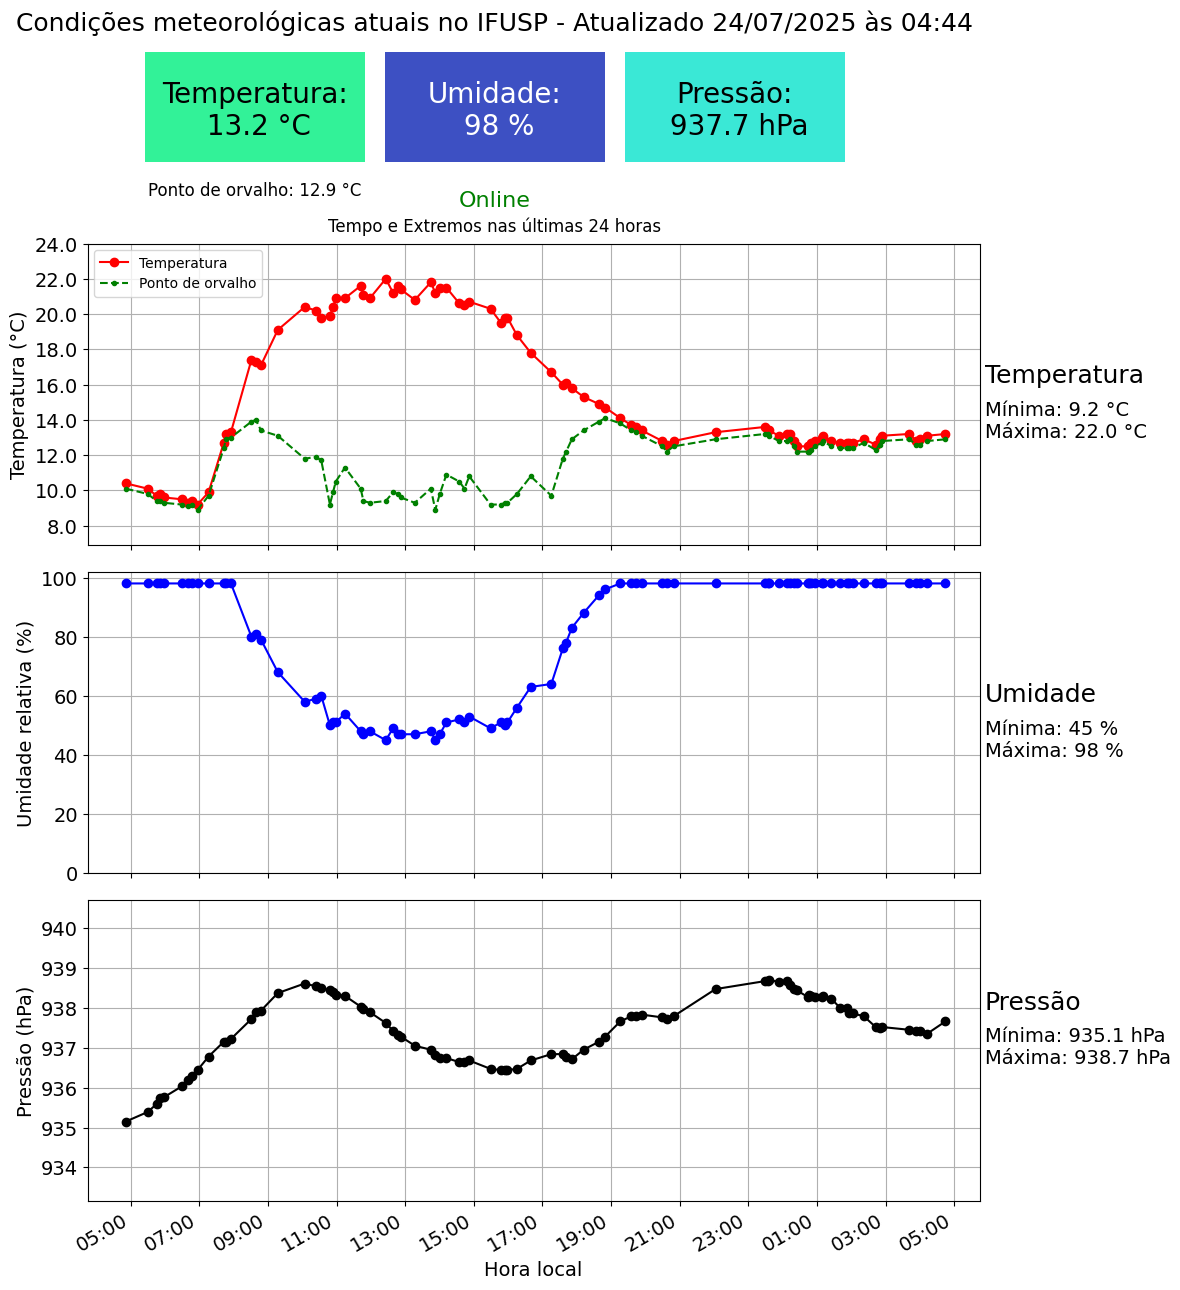 Condições meteorológicas atuais no IFUSP - Atualizado 24/07/2025 às 04:44
Temperatura:
13.2 °C
Umidade:
98 %
Pressão:
937.7 hPa
Ponto de orvalho: 12.9 °C
Online
Tempo e Extremos nas últimas 24 horas
Temperatura
Ponto de orvalho
Temperatura (°C)
24.0
22.0
20.0
18.0
16.0
14.0
12.0
10.0
8.0
Temperatura
Mínima: 9.2 °C
Máxima: 22.0 °C
Umidade relativa (%)
100
80
60
40
20
0
Umidade
Mínima: 45 %
Máxima: 98 %
Pressão (hPa)
940
939
938
937
936
935
934
Pressão
Mínima: 935.1 hPa
Máxima: 938.7 hPa
05:00 07:00 09:00 11:00 13:00 15:00 17:00 19:00 21:00 23:00 01:00 03:00 05:00
Hora local